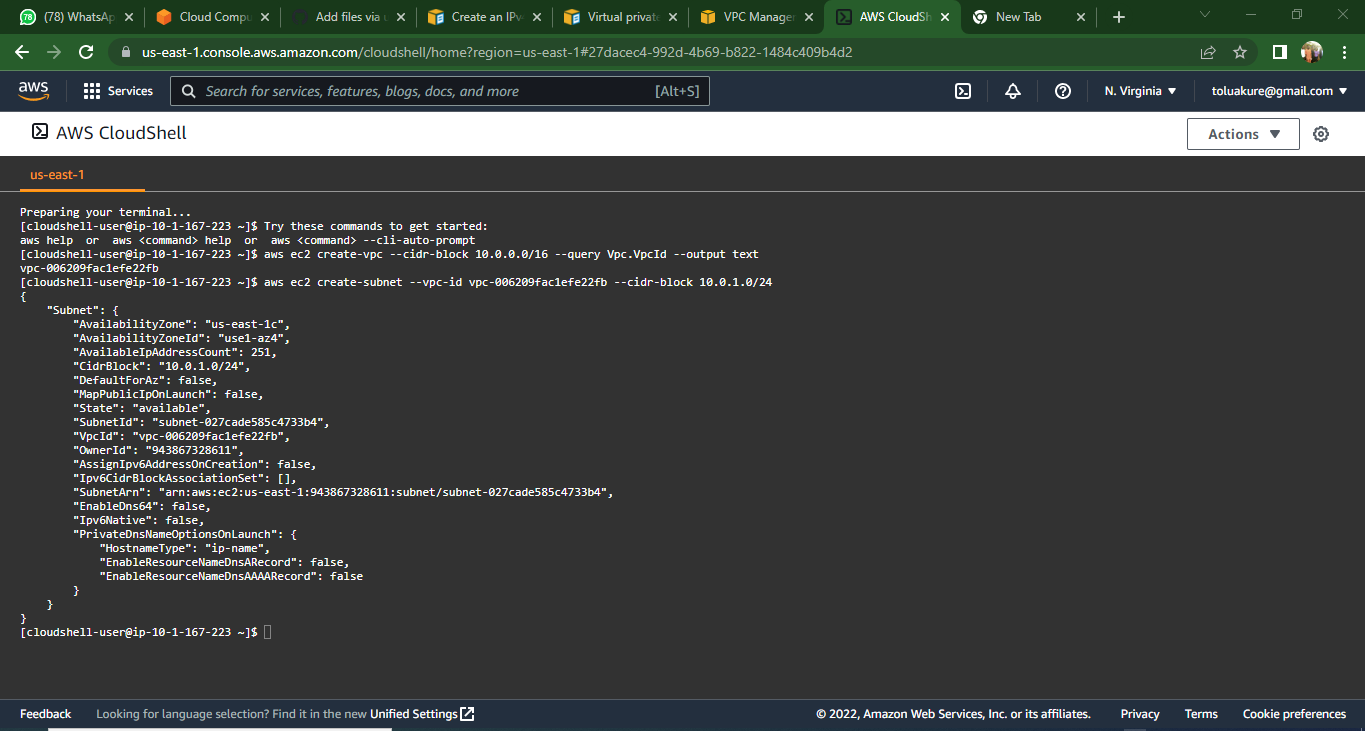 (78) WhatsAp
Cloud Compu
Add files via u
Create an IPv
Virtual privat
VPC Manage
AWS CloudSh
New Tab
us-east-1.console.aws.amazon.com/cloudshell/home?region=us-east-1#27dacec4-992d-4b69-b822-1484c409b4d2
aws
Services
Search for services, features, blogs, docs, and more
[Alt+S]
N. Virginia
toluakure@gmail.com
AWS CloudShell
Actions
us-east-1
Preparing your terminal...
[cloudshell-user@ip-10-1-167-223 ~]$ Try these commands to get started:
aws help  or  aws <command> help  or  aws <command> --cli-auto-prompt
[cloudshell-user@ip-10-1-167-223 ~]$ aws ec2 create-vpc --cidr-block 10.0.0.0/16 --query Vpc.VpcId --output text
vpc-006209fac1efe22fb
[cloudshell-user@ip-10-1-167-223 ~]$ aws ec2 create-subnet --vpc-id vpc-006209fac1efe22fb --cidr-block 10.0.1.0/24
{
    "Subnet": {
        "AvailabilityZone": "us-east-1c",
        "AvailabilityZoneId": "use1-az4",
        "AvailableIpAddressCount": 251,
        "CidrBlock": "10.0.1.0/24",
        "DefaultForAz": false,
        "MapPublicIpOnLaunch": false,
        "State": "available",
        "SubnetId": "subnet-027cade585c4733b4",
        "VpcId": "vpc-006209fac1efe22fb",
        "OwnerId": "943867328611",
        "AssignIpv6AddressOnCreation": false,
        "Ipv6CidrBlockAssociationSet": [],
        "SubnetArn": "arn:aws:ec2:us-east-1:943867328611:subnet/subnet-027cade585c4733b4",
        "EnableDns64": false,
        "Ipv6Native": false,
        "PrivateDnsNameOptionsOnLaunch": {
            "HostnameType": "ip-name",
            "EnableResourceNameDnsARecord": false,
            "EnableResourceNameDnsAAAARecord": false
        }
    }
}
[cloudshell-user@ip-10-1-167-223 ~]$
Feedback
Looking for language selection? Find it in the new Unified Settings
© 2022, Amazon Web Services, Inc. or its affiliates.
Privacy
Terms
Cookie preferences